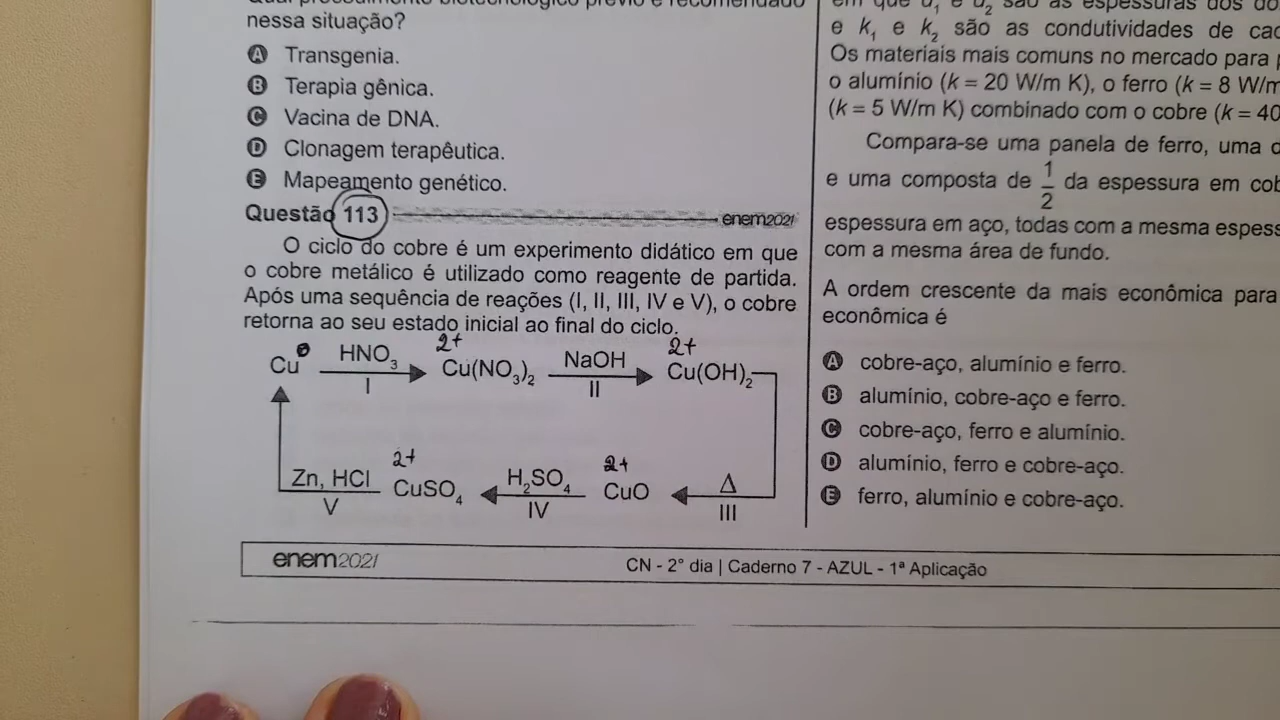 nessa situação?
A Transgenia.
B Terapia gênica.
C Vacina de DNA.
D Clonagem terapêutica.
E Mapeamento genético.
Questão 113 enem2021
O ciclo do cobre é um experimento didático em que
o cobre metálico é utilizado como reagente de partida.
Após uma sequência de reações (I, II, III, IV e V), o cobre
retorna ao seu estado inicial ao final do ciclo.
0 2+ 2+
Cu HNO₃ I Cu(NO₃)₂ NaOH II Cu(OH)₂
2+ 2+
Zn, HCl V CuSO₄ H₂SO₄ IV CuO Δ III
e k₁ e k₂ são as condutividades de
Os materiais mais comuns no mercado para
o alumínio (k = 20 W/m K), o ferro (k = 8
(k = 5 W/m K) combinado com o cobre (k = 40
Compara-se uma panela de ferro, uma
e uma composta de 1/2 da espessura em
espessura em aço, todas com a mesma
com a mesma área de fundo.
A ordem crescente da mais econômica para
econômica é
A cobre-aço, alumínio e ferro.
B alumínio, cobre-aço e ferro.
C cobre-aço, ferro e alumínio.
D alumínio, ferro e cobre-aço.
E ferro, alumínio e cobre-aço.
enem2021 CN - 2° dia | Caderno 7 - AZUL - 1ª Aplicação